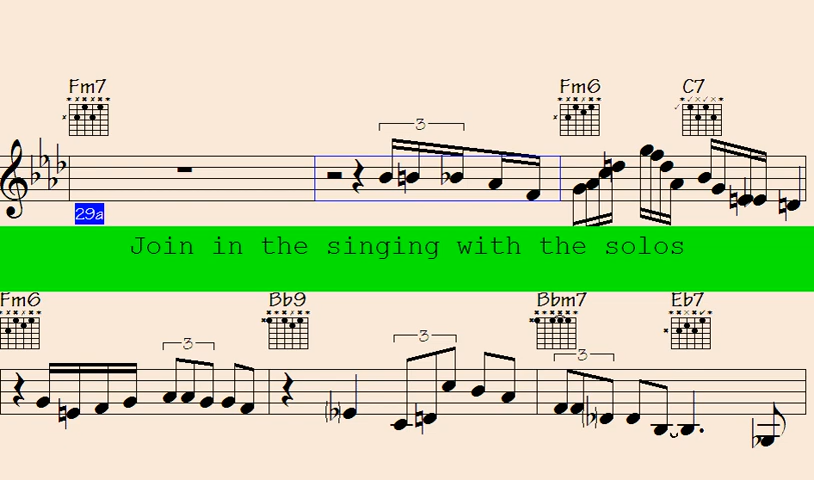 Fm7 Fm6 C7
3
29a
Join in the singing with the solos
Fm6 Bb9 Bbm7 Eb7
3 3 3